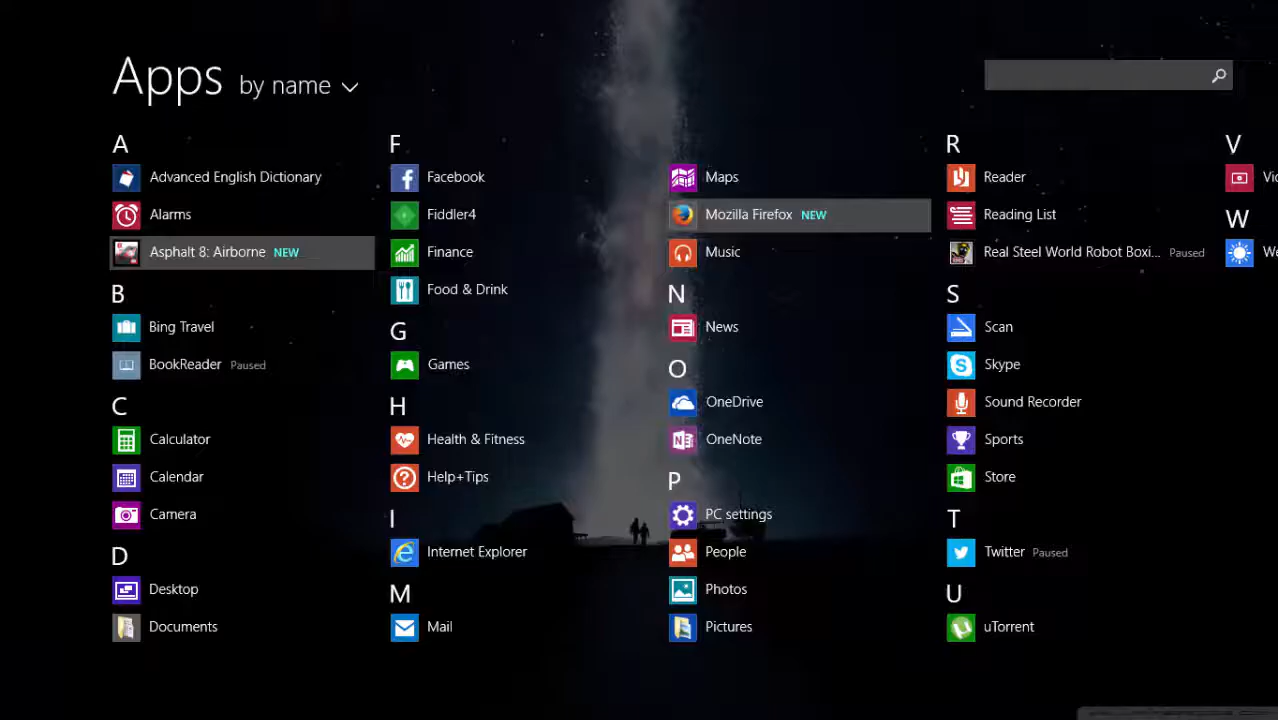 Apps by name
A
Advanced English Dictionary
Alarms
Asphalt 8: Airborne NEW
B
Bing Travel
BookReader Paused
C
Calculator
Calendar
Camera
D
Desktop
Documents
F
Facebook
Fiddler4
Finance
Food & Drink
G
Games
H
Health & Fitness
Help+Tips
I
Internet Explorer
M
Mail
Maps
Mozilla Firefox NEW
Music
N
News
O
OneDrive
OneNote
P
PC settings
People
Photos
Pictures
R
Reader
Reading List
Real Steel World Robot Boxi... Paused
S
Scan
Skype
Sound Recorder
Sports
Store
T
Twitter Paused
U
uTorrent
V
W